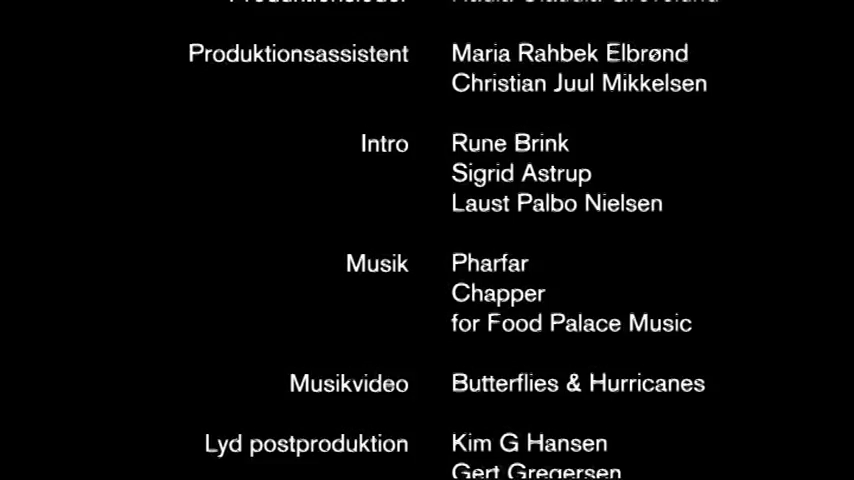 Produktionsassistent Maria Rahbek Elbrønd
Christian Juul Mikkelsen
Intro Rune Brink
Sigrid Astrup
Laust Palbo Nielsen
Musik Pharfar
Chapper
for Food Palace Music
Musikvideo Butterflies & Hurricanes
Lyd postproduktion Kim G Hansen
Gert Gregersen